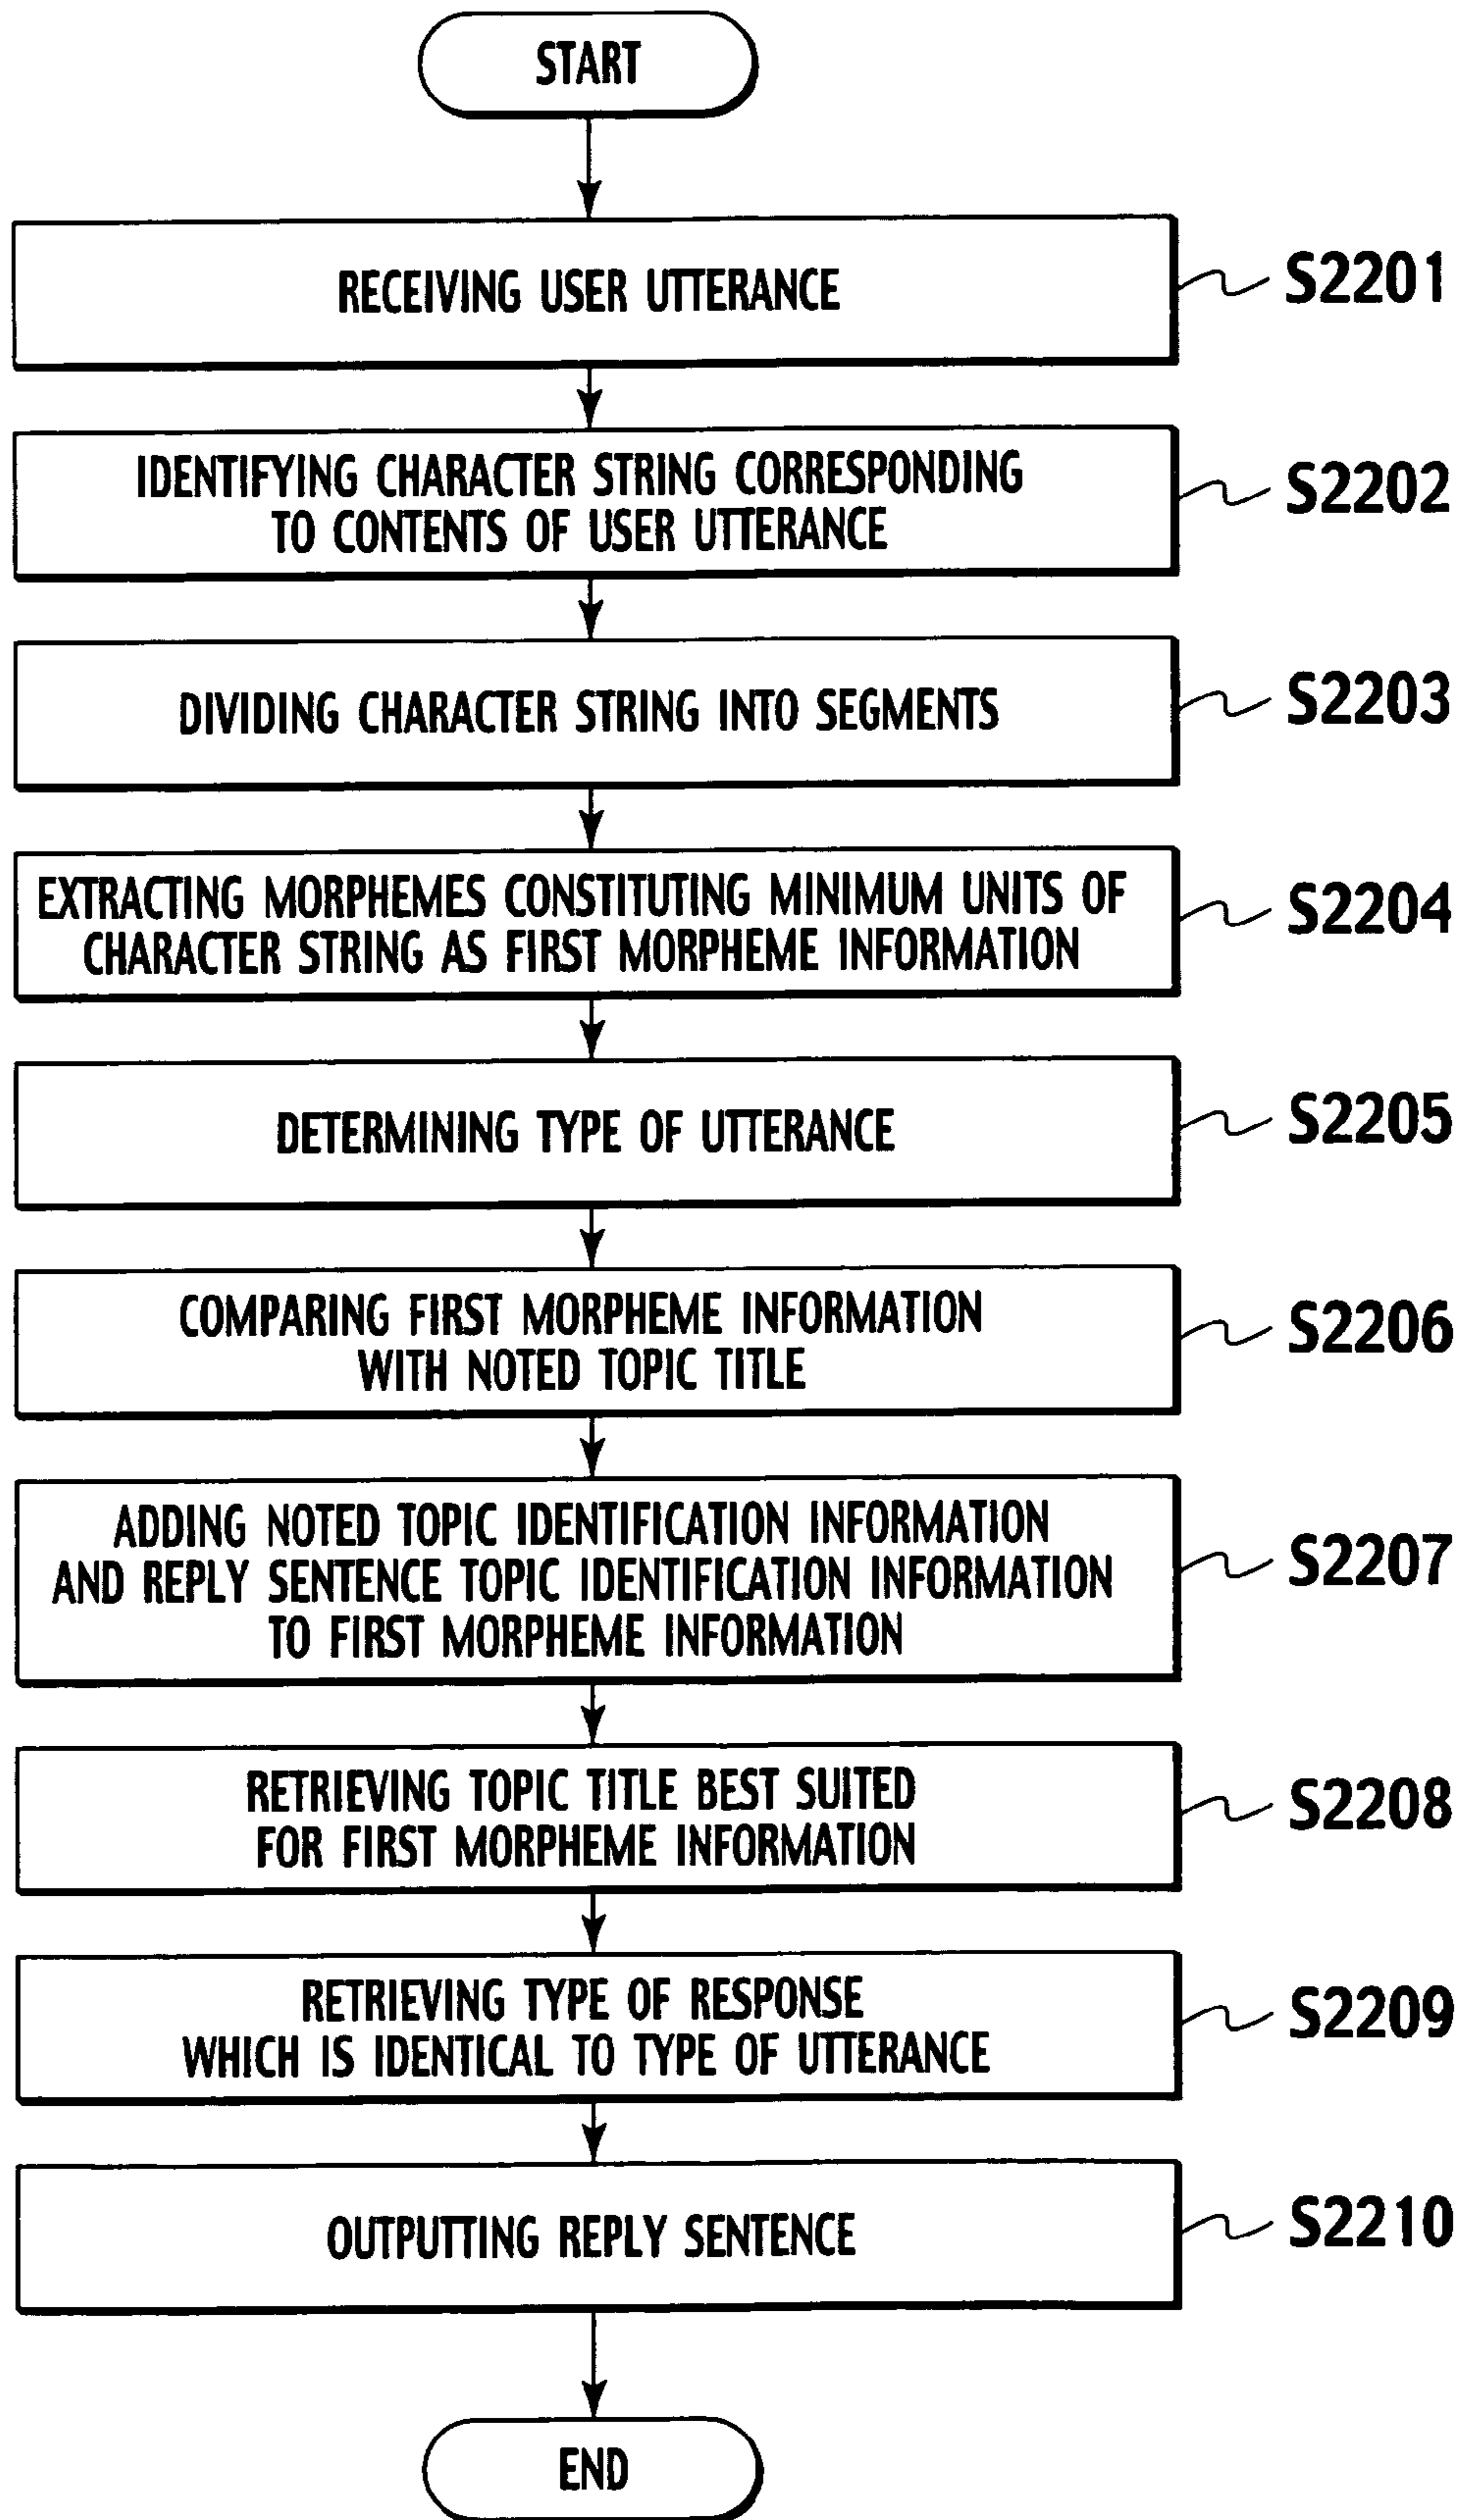 START
RECEIVING USER UTTERANCE
S2201
IDENTIFYING CHARACTER STRING CORRESPONDING
TO CONTENTS OF USER UTTERANCE
S2202
DIVIDING CHARACTER STRING INTO SEGMENTS
S2203
EXTRACTING MORPHEMES CONSTITUTING MINIMUM UNITS OF
CHARACTER STRING AS FIRST MORPHEME INFORMATION
S2204
DETERMINING TYPE OF UTTERANCE
S2205
COMPARING FIRST MORPHEME INFORMATION
WITH NOTED TOPIC TITLE
S2206
ADDING NOTED TOPIC IDENTIFICATION INFORMATION
AND REPLY SENTENCE TOPIC IDENTIFICATION INFORMATION
TO FIRST MORPHEME INFORMATION
S2207
RETRIEVING TOPIC TITLE BEST SUITED
FOR FIRST MORPHEME INFORMATION
S2208
RETRIEVING TYPE OF RESPONSE
WHICH IS IDENTICAL TO TYPE OF UTTERANCE
S2209
OUTPUTTING REPLY SENTENCE
S2210
END